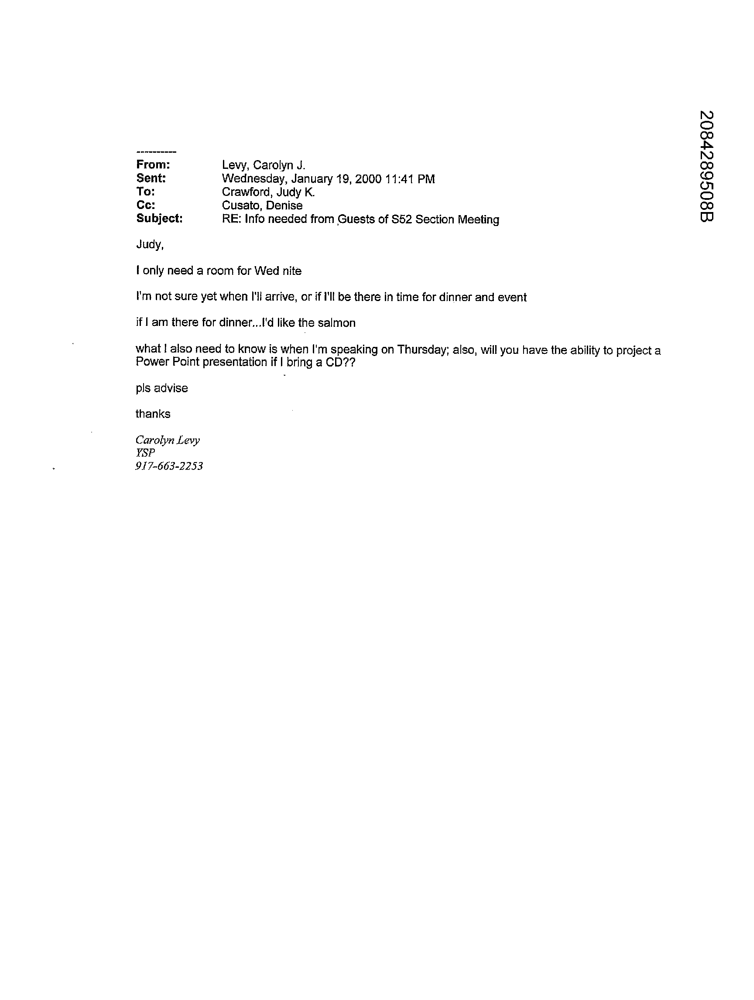 2084289508B
----------
From: Levy, Carolyn J.
Sent: Wednesday, January 19, 2000 11:41 PM
To: Crawford, Judy K.
Cc: Cusato, Denise
Subject: RE: Info needed from Guests of S52 Section Meeting
Judy,
I only need a room for Wed nite
I'm not sure yet when I'll arrive, or if I'll be there in time for dinner and event
if I am there for dinner...I'd like the salmon
what I also need to know is when I'm speaking on Thursday; also, will you have the ability to project a
Power Point presentation if I bring a CD??
pls advise
thanks
Carolyn Levy
YSP
917-663-2253